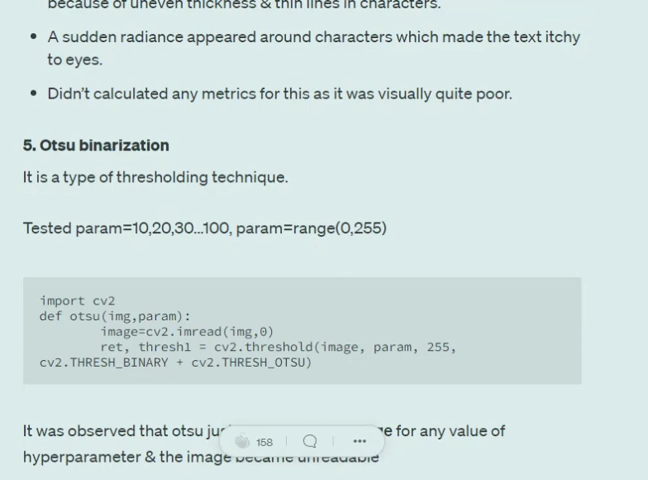 because of uneven thickness & thin lines in characters.
• A sudden radiance appeared around characters which made the text itchy
to eyes.
• Didn't calculated any metrics for this as it was visually quite poor.
5. Otsu binarization
It is a type of thresholding technique.
Tested param=10,20,30...100, param=range(0,255)
import cv2
def otsu(img,param):
image=cv2.imread(img,0)
ret, thresh1 = cv2.threshold(image, param, 255,
cv2.THRESH_BINARY + cv2.THRESH_OTSU)
It was observed that otsu for any value of
158
hyperparameter & the image became unreadable